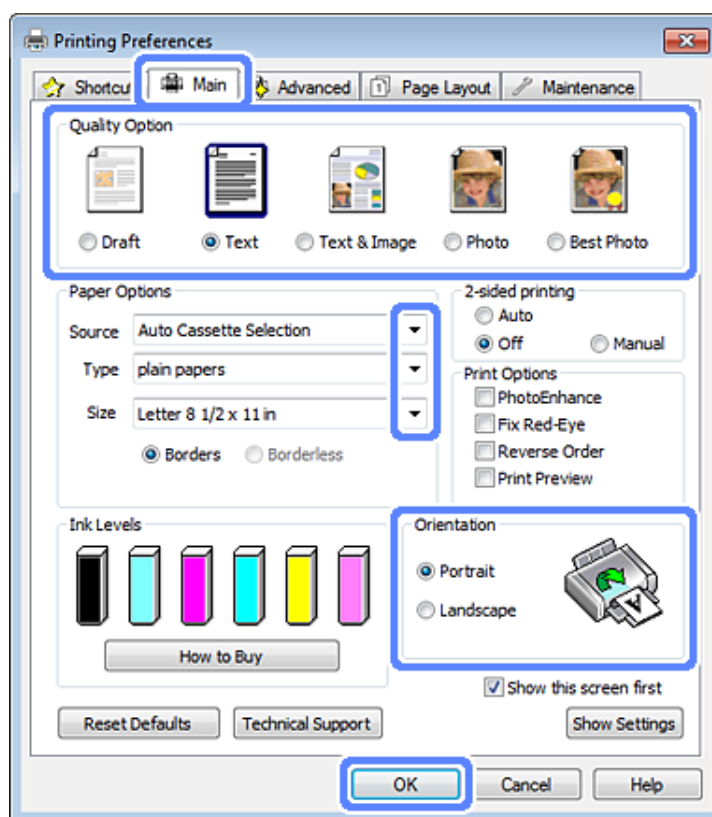 Printing Preferences
Shortcu Main Advanced Page Layout Maintenance
Quality Option
Draft Text Text & Image Photo Best Photo
Paper Options
Source Auto Cassette Selection
Type plain papers
Size Letter 8 1/2 x 11 in
Borders Borderless
2-sided printing
Auto
Off Manual
Print Options
PhotoEnhance
Fix Red-Eye
Reverse Order
Print Preview
Ink Levels
How to Buy
Orientation
Portrait
Landscape
A
Show this screen first
Reset Defaults Technical Support Show Settings
OK Cancel Help